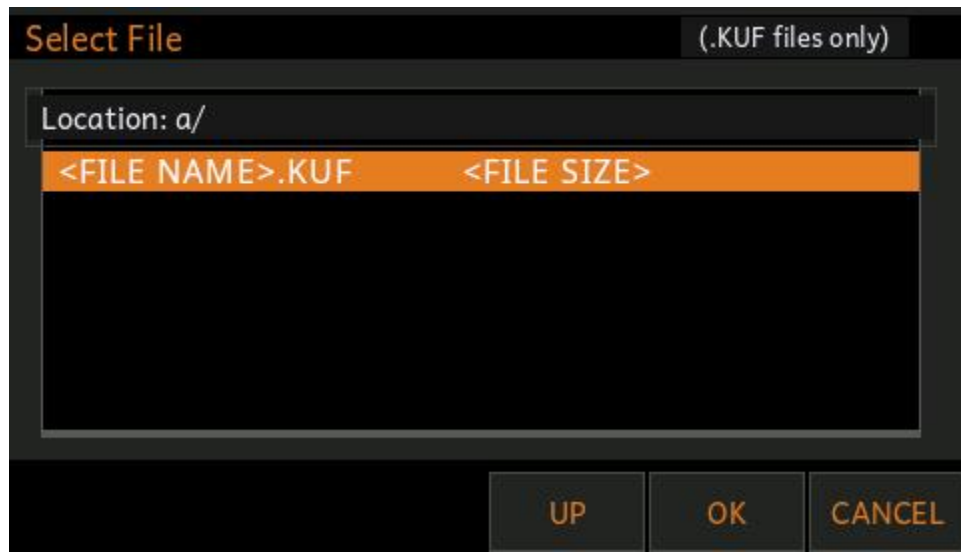 Select File (.KUF files only)
Location: a/
<FILE NAME>.KUF <FILE SIZE>
UP OK CANCEL